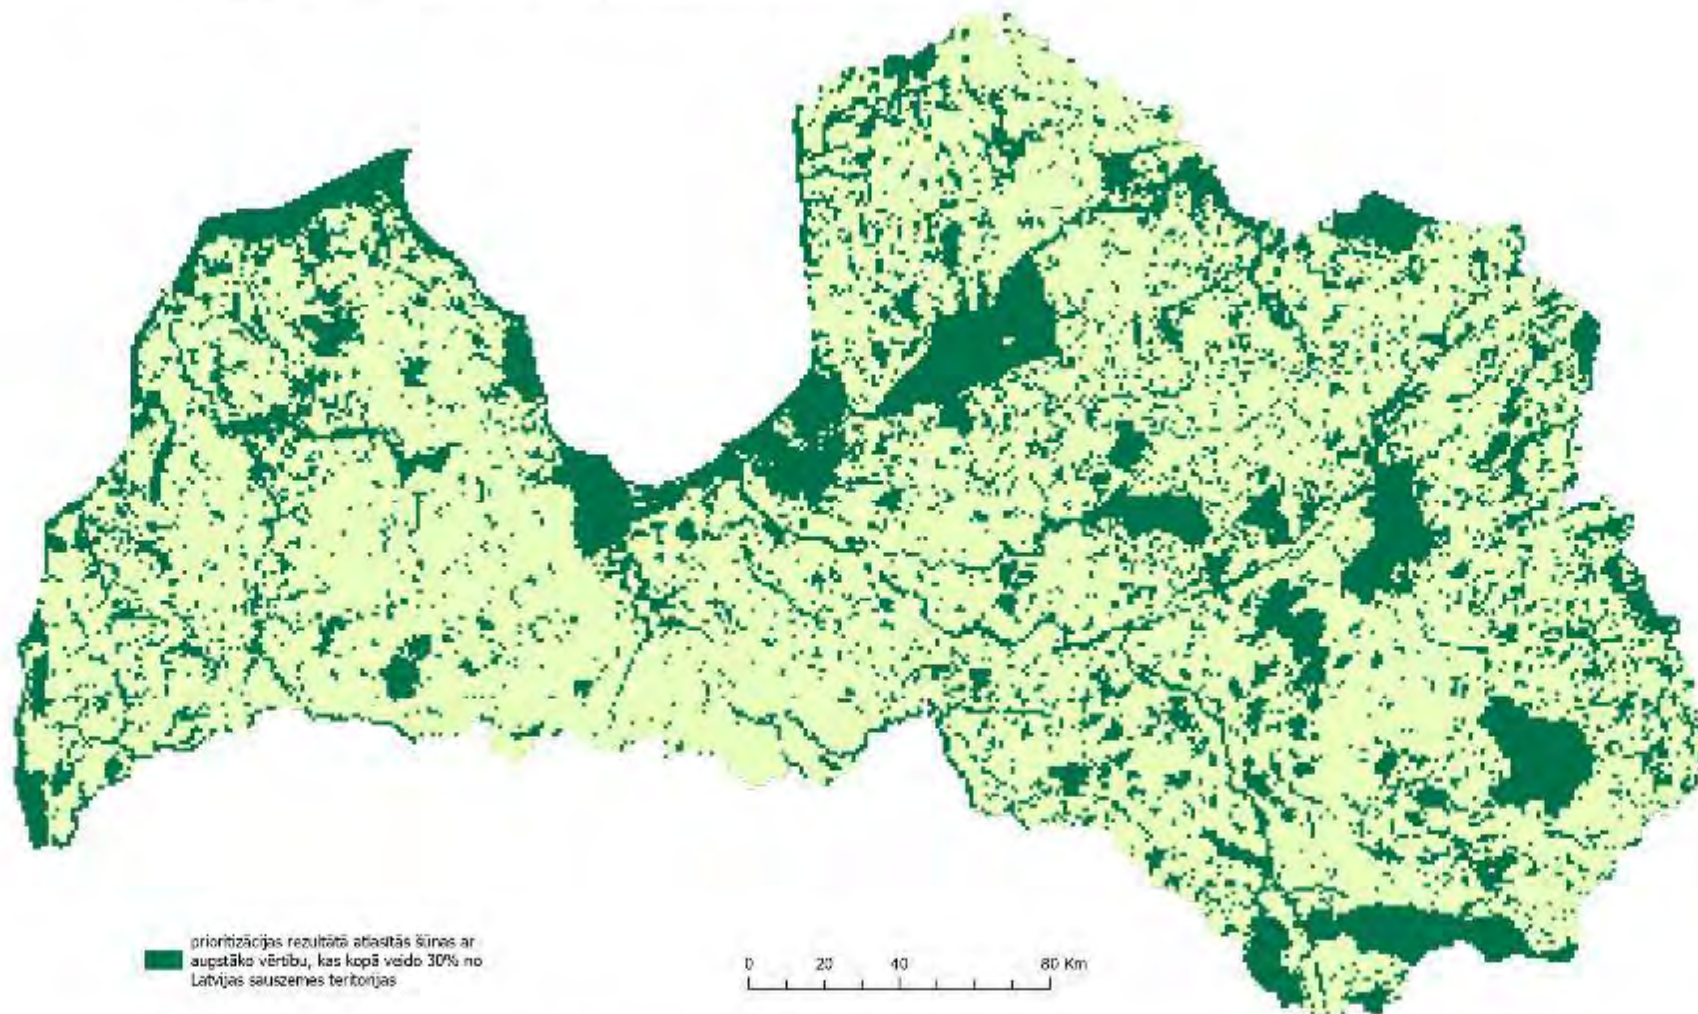 prioritizācijas rezultātā atlasītās šūnas ar
augstāko vērtību, kas kopā veido 30% no
Latvijas sauszemes teritorijas
0 20 40 80 Km